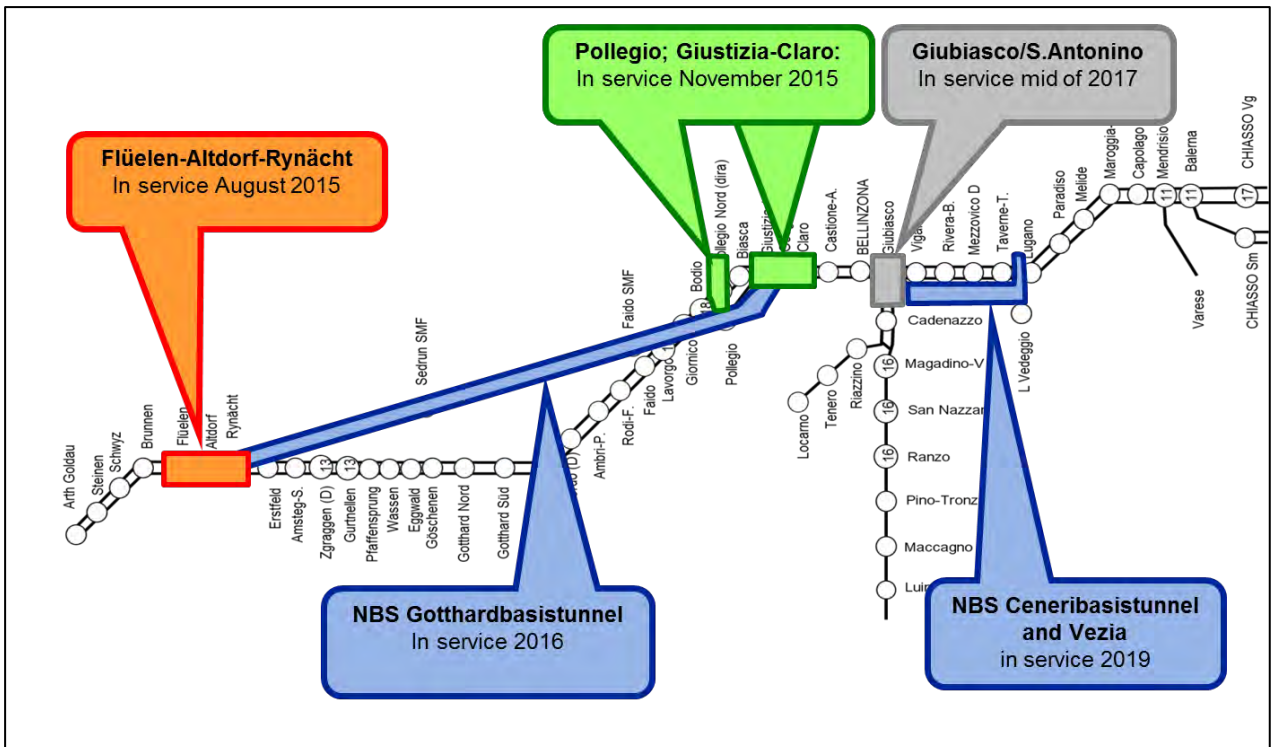 Pollegio; Giustizia-Claro:
In service November 2015
Giubiasco/S.Antonino
In service mid of 2017
Flüelen-Altdorf-Rynächt
In service August 2015
NBS Gotthardbasistunnel
In service 2016
NBS Ceneribasistunnel
and Vezia
in service 2019
Arth Goldau
Steinen
Schwyz
Brunnen
Flüelen
Altdorf
Rynächt
Erstfeld
Amsteg-S.
Zgraggen (D)
13
Gurtnellen
13
Pfaffensprung
Wassen
Eggwald
Göschenen
Gotthard Nord
Gotthard Süd
Sedrun SMF
Ambri-P.
Rodi-F.
Faido
Faido SMF
Lavorgo
Giornico
Bodio
18
Pollegio
Biasca
Claro
Castione-A.
BELLINZONA
Giubiasco
Rivera-B.
Mezzovico D
Taverne-T.
Lugano
L Vedeggio
Paradiso
Melide
Maroggia-
Capolago
Mendrisio
11
Balerna
11
CHIASSO Vg
17
CHIASSO Sm
Varese
Cadenazzo
Riazzino
Tenero
Locarno
Magadino-V
16
San Nazzar
16
Ranzo
16
Pino-Tronz
Maccagno